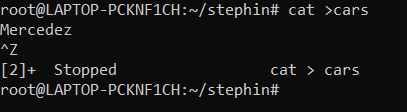 root@LAPTOP-PCKNF1CH:~/stephin# cat >cars
Mercedez
^Z
[2]+  Stopped                 cat > cars
root@LAPTOP-PCKNF1CH:~/stephin#